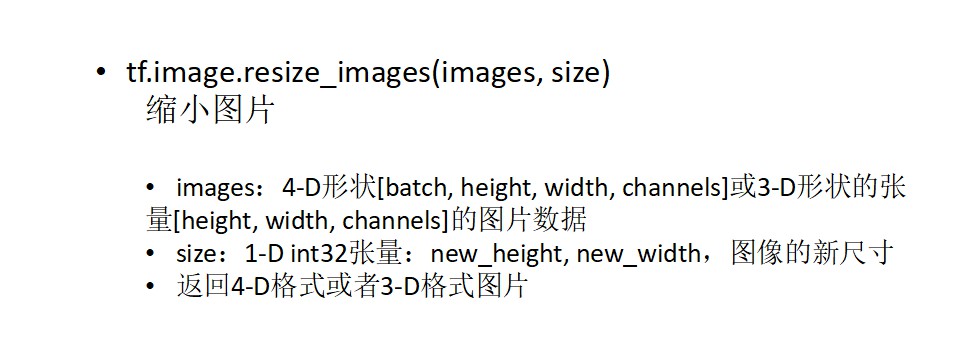 • tf.image.resize_images(images, size)
缩小图片
• images：4-D形状[batch, height, width, channels]或3-D形状的张
量[height, width, channels]的图片数据
• size：1-D int32张量：new_height, new_width，图像的新尺寸
• 返回4-D格式或者3-D格式图片